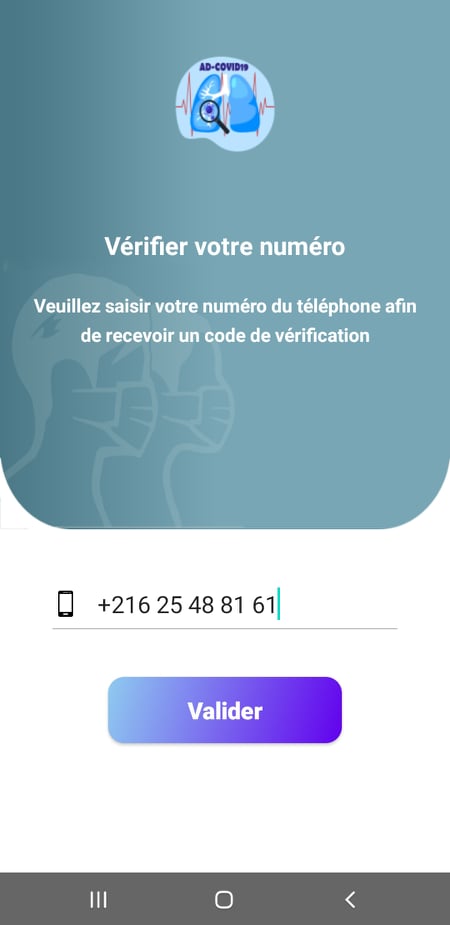 AD-COVID19
Vérifier votre numéro
Veuillez saisir votre numéro du téléphone afin
de recevoir un code de vérification
+216 25 48 81 61
Valider